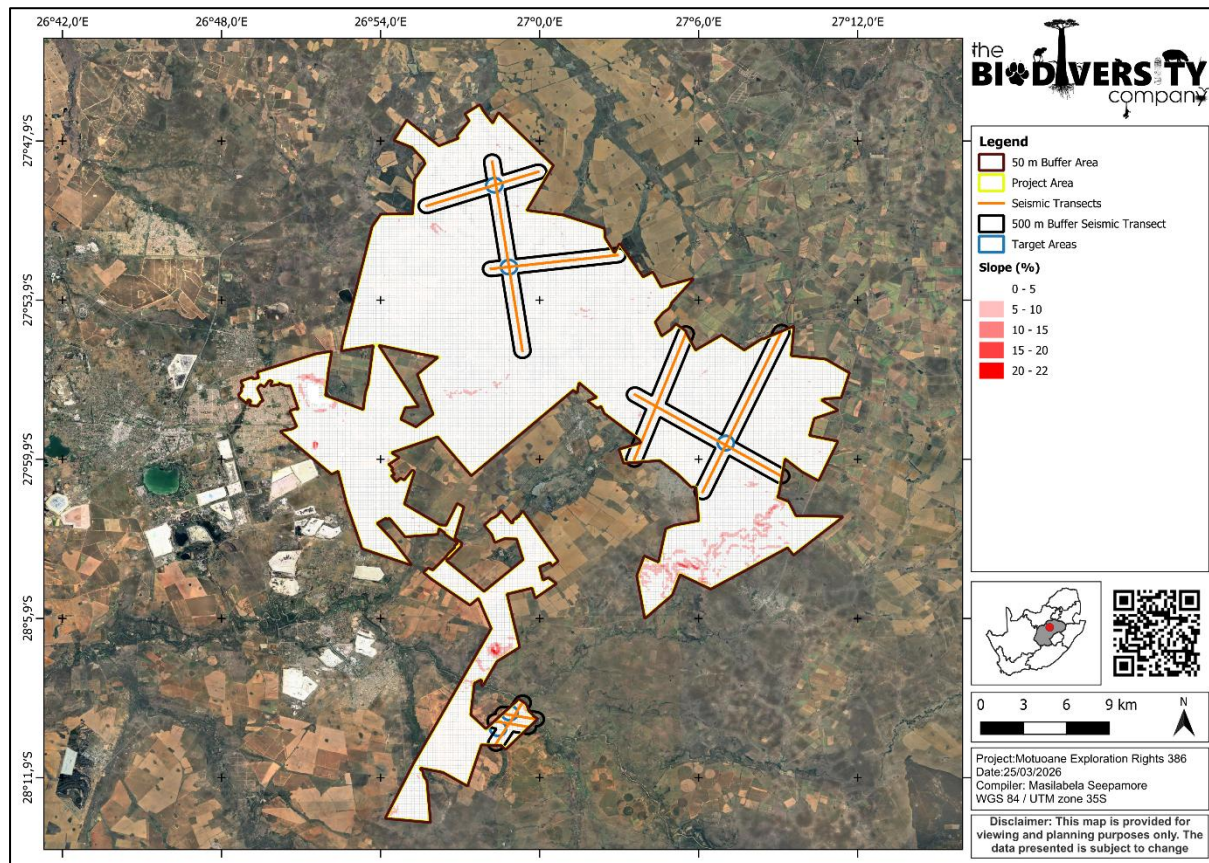 26°42,0'E 26°48,0'E 26°54,0'E 27°0,0'E 27°6,0'E 27°12,0'E
27°47,9'S
27°53,9'S
27°59,9'S
28°5,9'S
28°11,9'S
the
BIODIVERSITY
company
Legend
50 m Buffer Area
Project Area
Seismic Transects
500 m Buffer Seismic Transect
Target Areas
Slope (%)
0 - 5
5 - 10
10 - 15
15 - 20
20 - 22
0 3 6 9 km
N
Project:Motuoane Exploration Rights 386
Date:25/03/2026
Compiler: Masilabela Seepamore
WGS 84 / UTM zone 35S
Disclaimer: This map is provided for
viewing and planning purposes only. The
data presented is subject to change